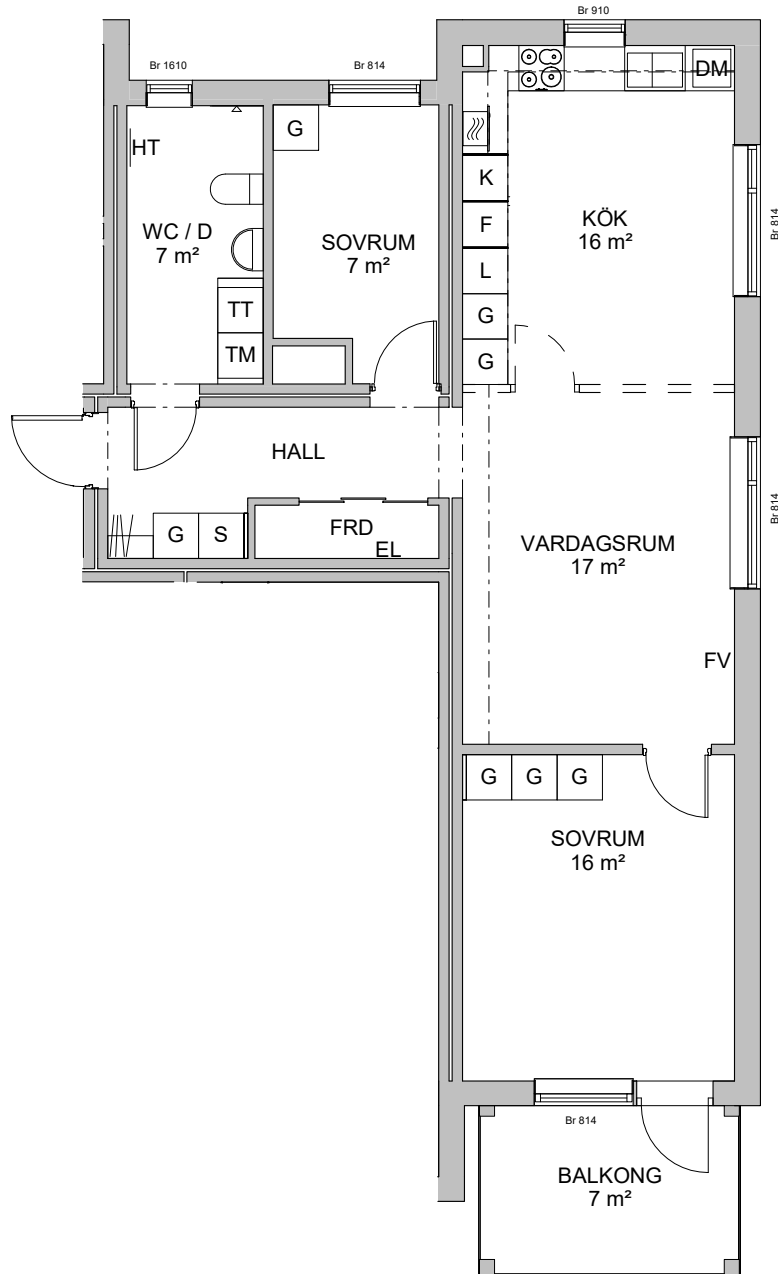 Br 910
Br 1610
Br 814
DM
G
HT
K
WC / D
7 m²
SOVRUM
7 m²
F
KÖK
16 m²
Br 814
L
TT
G
TM
G
HALL
G
S
FRD
EL
VARDAGSRUM
17 m²
Br 814
FV
G
G
G
SOVRUM
16 m²
Br 814
BALKONG
7 m²